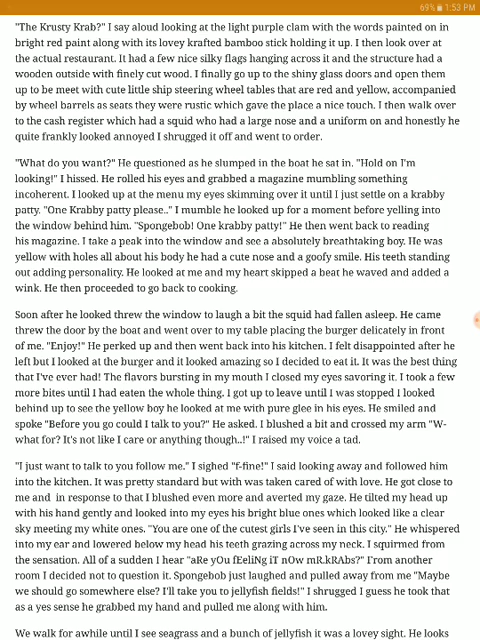 69% 1:53 PM
"The Krusty Krab?" I say aloud looking at the light purple clam with the words painted on in
bright red paint along with its lovey krafted bamboo stick holding it up. I then look over at
the actual restaurant. It had a few nice silky flags hanging across it and the structure had a
wooden outside with finely cut wood. I finally go up to the shiny glass doors and open them
up to be meet with cute little ship steering wheel tables that are red and yellow, accompanied
by wheel barrels as seats they were rustic which gave the place a nice touch. I then walk over
to the cash register which had a squid who had a large nose and a uniform on and honestly he
quite frankly looked annoyed I shrugged it off and went to order.
"What do you want?" He questioned as he slumped in the boat he sat in. "Hold on I'm
looking!" I hissed. He rolled his eyes and grabbed a magazine mumbling something
incoherent. I looked up at the menu my eyes skimming over it until I just settle on a krabby
patty. "One Krabby patty please.." I mumble he looked up for a moment before yelling into
the window behind him. "Spongebob! One krabby patty!" He then went back to reading
his magazine. I take a peak into the window and see a absolutely breathtaking boy. He was
yellow with holes all about his body he had a cute nose and a goofy smile. His teeth standing
out adding personality. He looked at me and my heart skipped a beat he waved and added a
wink. He then proceeded to go back to cooking.
Soon after he looked threw the window to laugh a bit the squid had fallen asleep. He came
threw the door by the boat and went over to my table placing the burger delicately in front
of me. "Enjoy!" He perked up and then went back into his kitchen. I felt disappointed after he
left but I looked at the burger and it looked amazing so I decided to eat it. It was the best thing
that I've ever had! The flavors bursting in my mouth I closed my eyes savoring it. I took a few
more bites until I had eaten the whole thing. I got up to leave until I was stopped I looked
behind up to see the yellow boy he looked at me with pure glee in his eyes. He smiled and
spoke "Before you go could I talk to you?" He asked. I blushed a bit and crossed my arm "W-
what for? It's not like I care or anything though..!" I raised my voice a tad.
"I just want to talk to you follow me." I sighed "f-fine!" I said looking away and followed him
into the kitchen. It was pretty standard but with was taken cared of with love. He got close to
me and in response to that I blushed even more and averted my gaze. He tilted my head up
with his hand gently and looked into my eyes his bright blue ones which looked like a clear
sky meeting my white ones. "You are one of the cutest girls I've seen in this city." He whispered
into my ear and lowered below my head his teeth grazing across my neck. I squirmed from
the sensation. All of a sudden I hear "aRe yOu fEeliNg iT nOw mR.kRAbs?" From another
room I decided not to question it. Spongebob just laughed and pulled away from me "Maybe
we should go somewhere else? I'll take you to jellyfish fields!" I shrugged I guess he took that
as a yes sense he grabbed my hand and pulled me along with him.
We walk for awhile until I see seagrass and a bunch of jellyfish it was a lovey sight. He looks